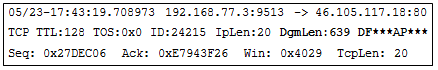 05/23-17:43:19.708973 192.168.77.3:9513 -> 46.105.117.18:80
TCP TTL:128 TOS:0x0 ID:24215 IpLen:20 DgmLen:639 DF***AP***
Seq: 0x27DEC06 Ack: 0xE7943F26 Win: 0x4029 TcpLen: 20